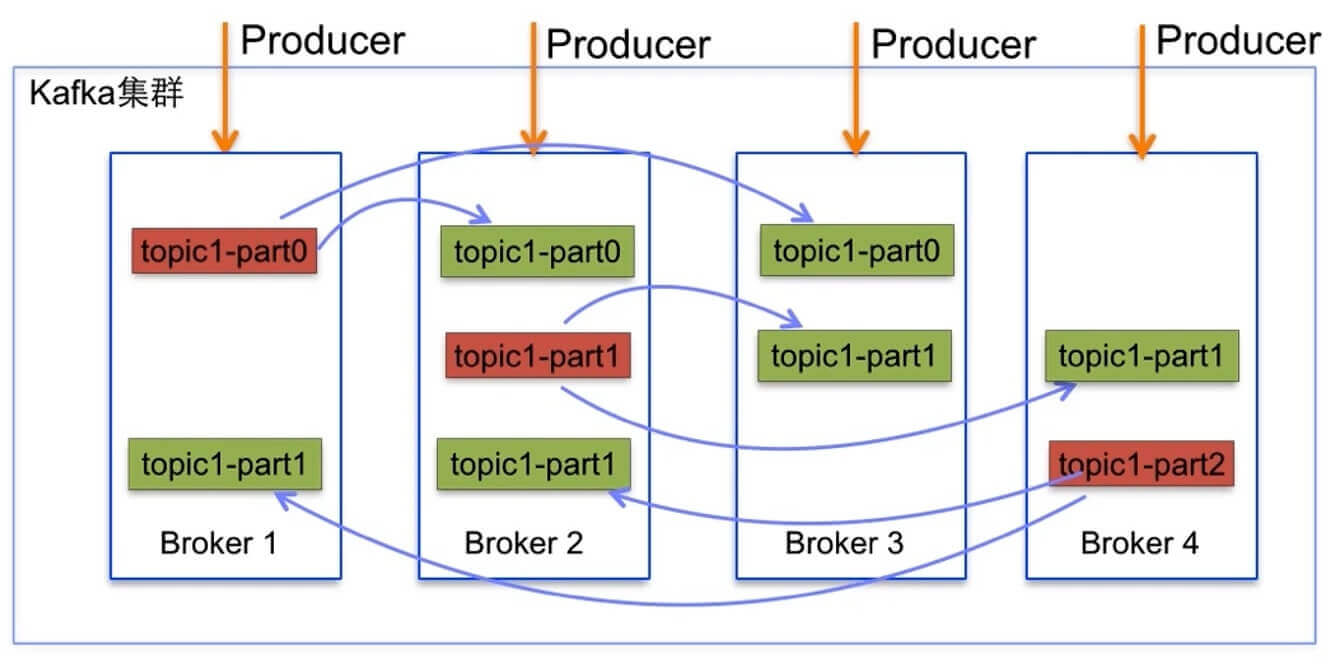 Producer
Producer
Producer
Producer
Kafka集群
topic1-part0
topic1-part0
topic1-part0
topic1-part1
topic1-part1
topic1-part1
topic1-part1
topic1-part1
topic1-part2
Broker 1
Broker 2
Broker 3
Broker 4